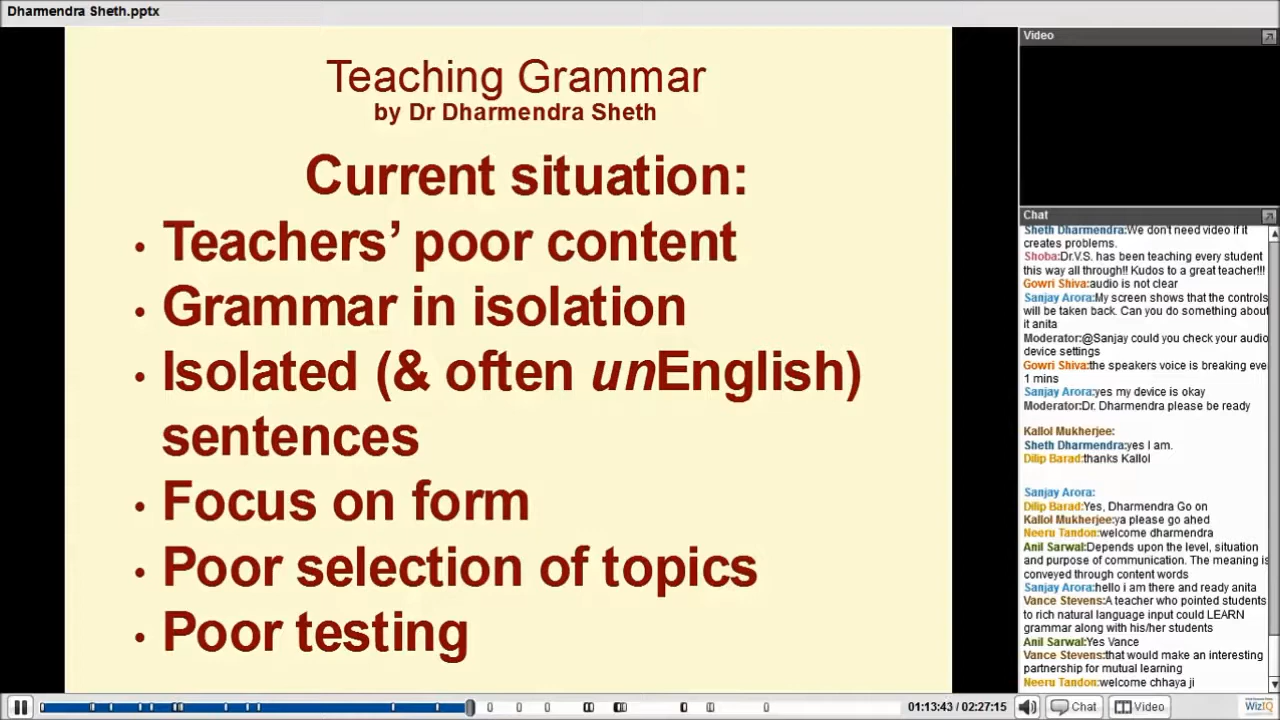 Dharmendra Sheth.pptx
Teaching Grammar
by Dr Dharmendra Sheth
Current situation:
• Teachers’ poor content
• Grammar in isolation
• Isolated (& often unEnglish)
sentences
• Focus on form
• Poor selection of topics
• Poor testing
Video
Chat
Sheth Dharmendra:We don't need video if it
creates problems.
Shoba:Dr.V.S. has been teaching every student
this way all through!! Kudos to a great teacher!!!
Gowri Shiva:audio is not clear
Sanjay Arora:My screen shows that the controls
will be taken back. Can you do something about
it anita
Moderator:@Sanjay could you check your audio
device settings
Gowri Shiva:the speakers voice is breaking eve
1 mins
Sanjay Arora:yes my device is okay
Moderator:Dr. Dharmendra please be ready
Kallol Mukherjee:
Sheth Dharmendra:yes I am.
Dilip Barad:thanks Kallol
Sanjay Arora:
Dilip Barad:Yes, Dharmendra Go on
Kallol Mukherjee:ya please go ahed
Neeru Tandon:welcome dharmendra
Anil Sarwal:Depends upon the level, situation
and purpose of communication. The meaning is
conveyed through content words
Sanjay Arora:hello i am there and ready anita
Vance Stevens:A teacher who pointed students
to rich natural language input could LEARN
grammar along with his/her students
Anil Sarwal:Yes Vance
Vance Stevens:that would make an interesting
partnership for mutual learning
Neeru Tandon:welcome chhaya ji
01:13:43 / 02:27:15
Chat
Video
WizIQ